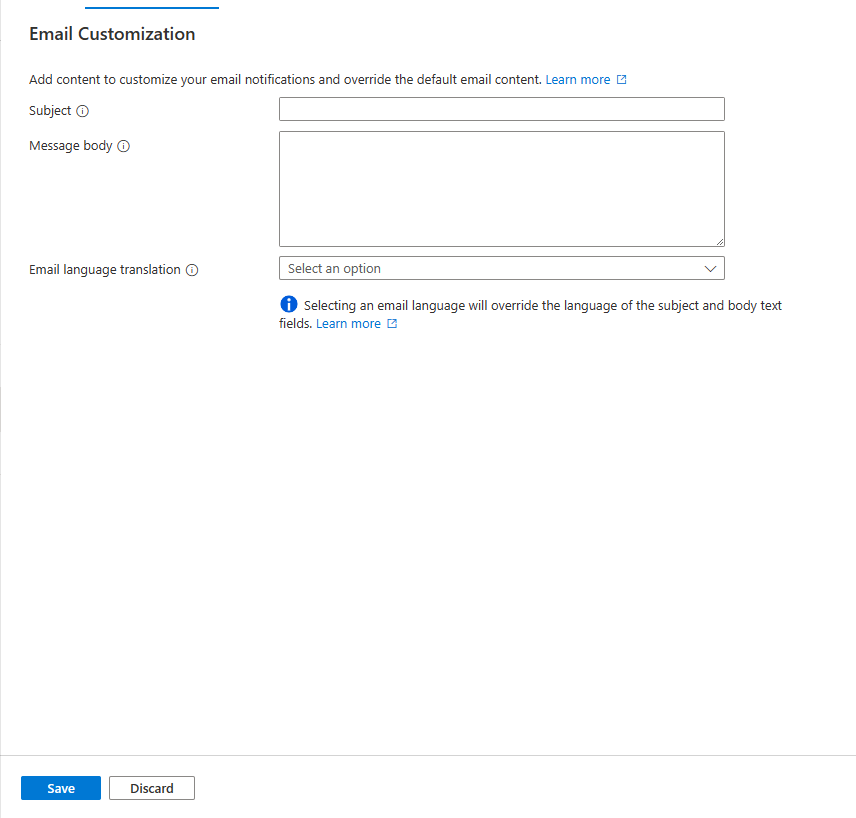 Email Customization
Add content to customize your email notifications and override the default email content. Learn more
Subject
Message body
Email language translation
Select an option
Selecting an email language will override the language of the subject and body text
fields. Learn more
Save
Discard